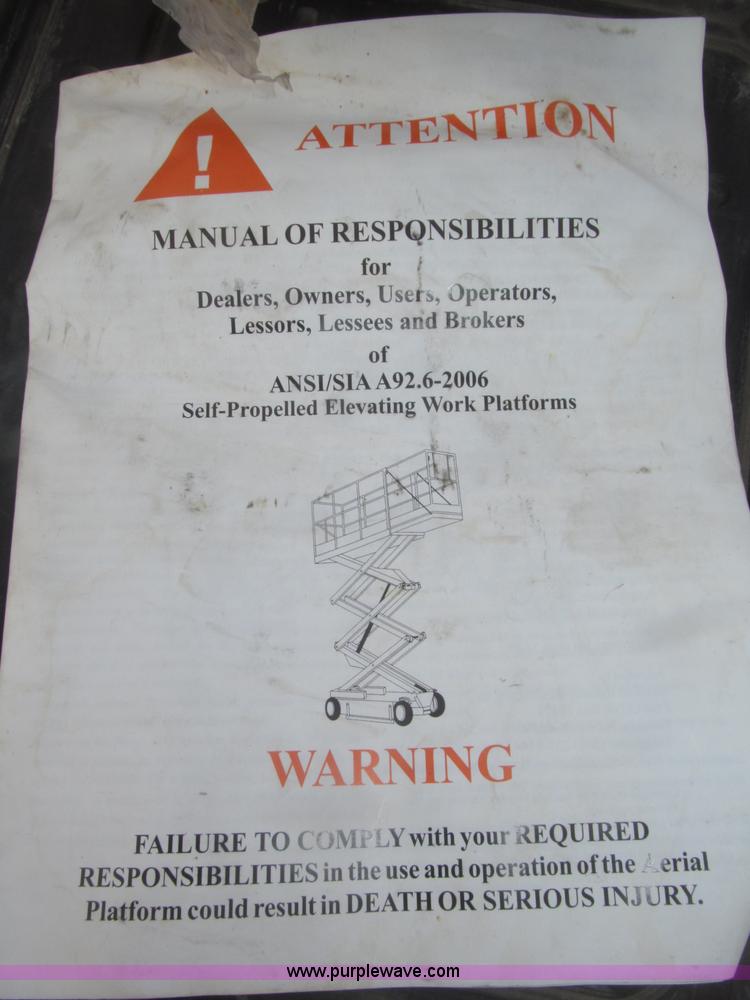 !
ATTENTION
MANUAL OF RESPONSIBILITIES
for
Dealers, Owners, Users, Operators,
Lessors, Lessees and Brokers
of
ANSI/SIA A92.6-2006
Self-Propelled Elevating Work Platforms
WARNING
FAILURE TO COMPLY with your REQUIRED
RESPONSIBILITIES in the use and operation of the Aerial
Platform could result in DEATH OR SERIOUS INJURY.
www.purplewave.com